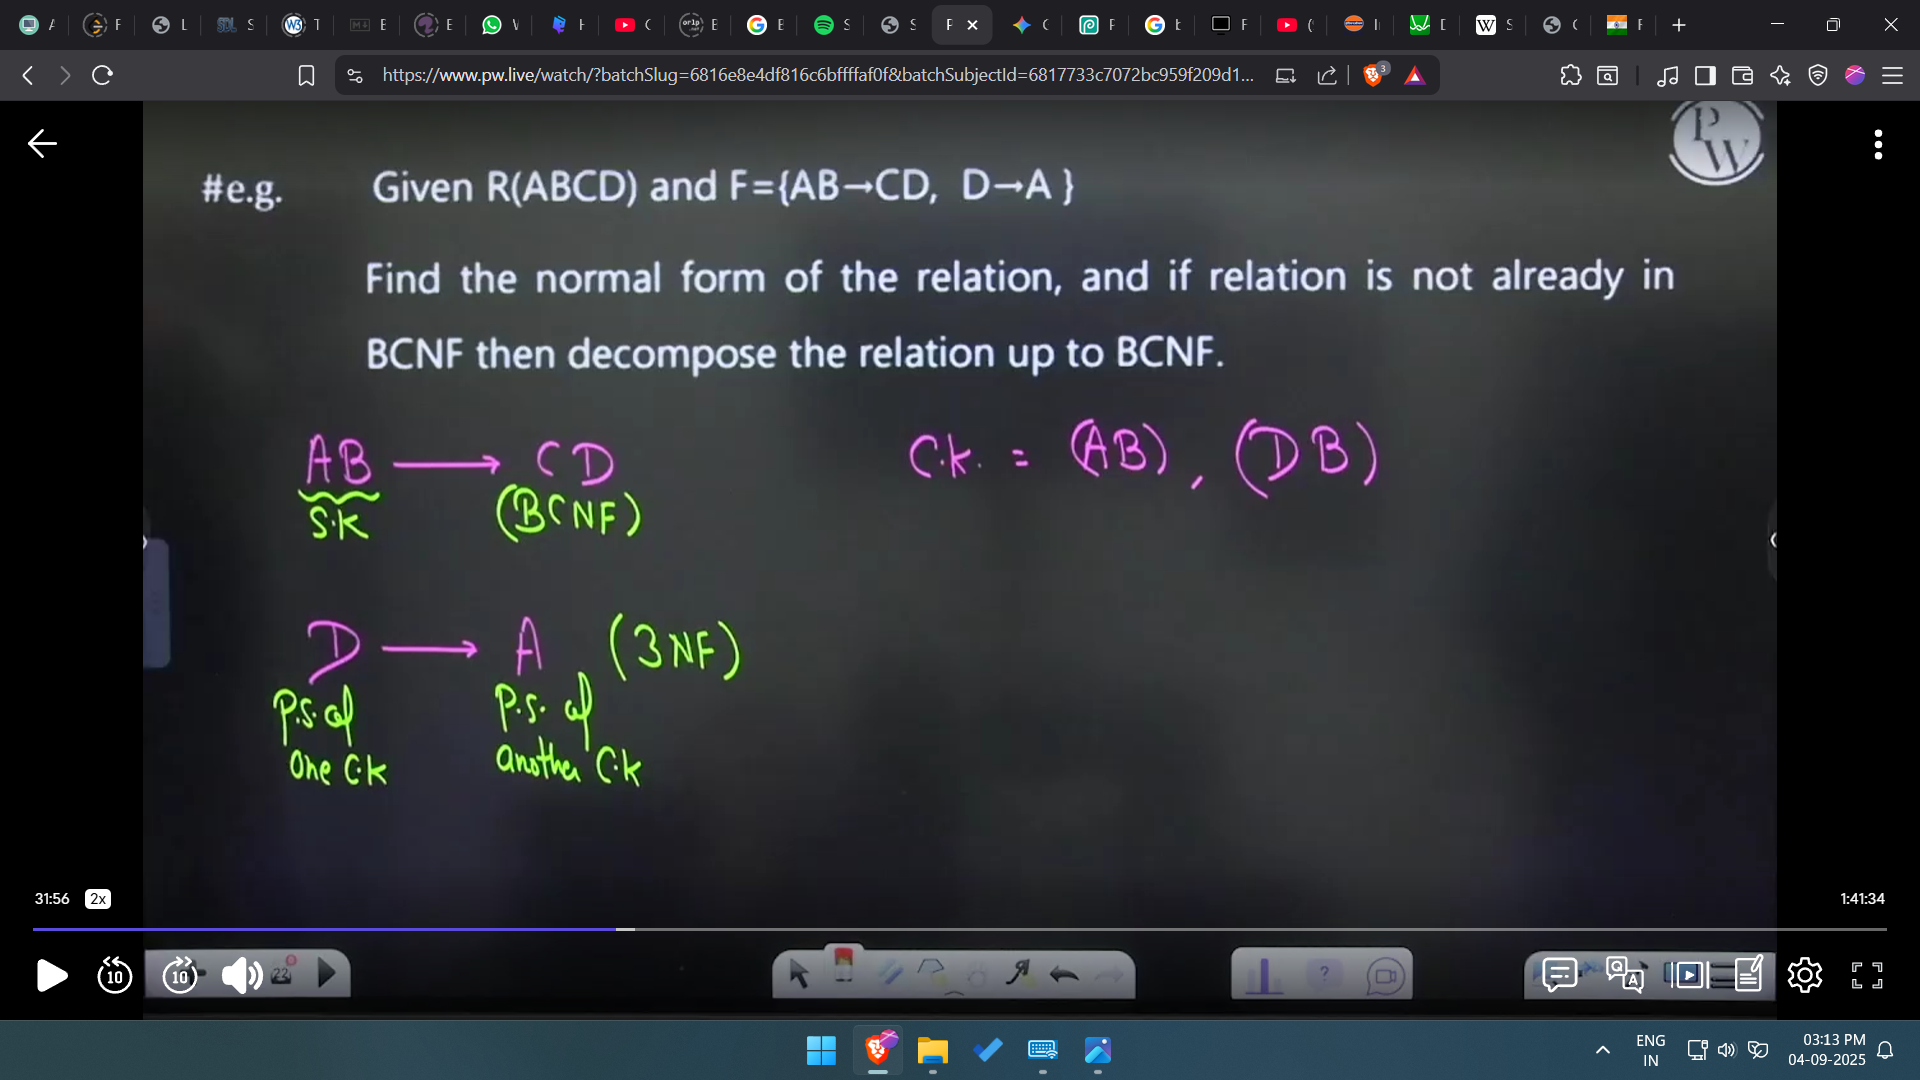 https://www.pw.live/watch/?batchSlug=6816e8e4df816c6bffffaf0f&batchSubjectId=6817733c7072bc959f209d1...
3
PW
#e.g. Given R(ABCD) and F={AB→CD, D→A }
Find the normal form of the relation, and if relation is not already in
BCNF then decompose the relation up to BCNF.
AB → CD
S.K (BCNF)
C.k. = (AB), (DB)
D → A (3NF)
P.S. of One C.K
P.S. of another C.K
31:56 2x 1:41:34
10 10 22
ENG
IN
03:13 PM
04-09-2025